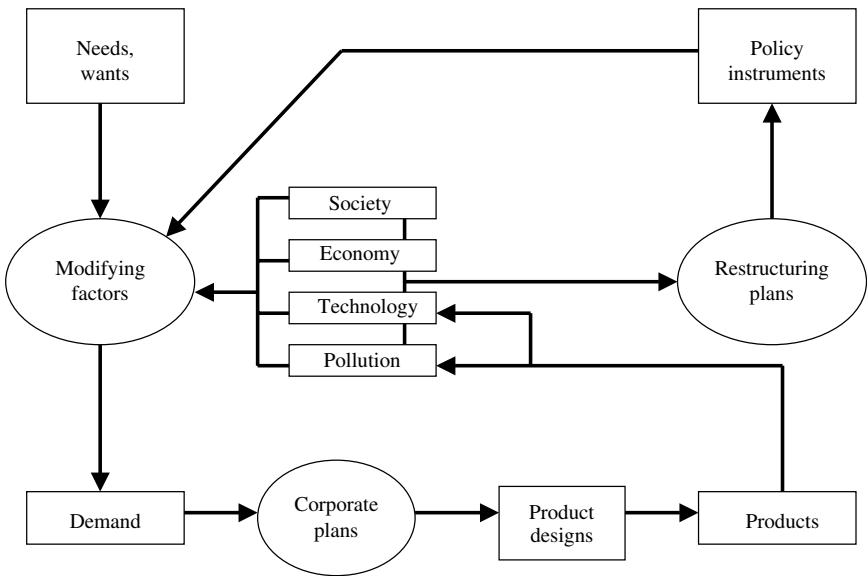 Needs,
wants
Policy
instruments
Society
Economy
Technology
Pollution
Modifying
factors
Restructuring
plans
Demand
Corporate
plans
Product
designs
Products